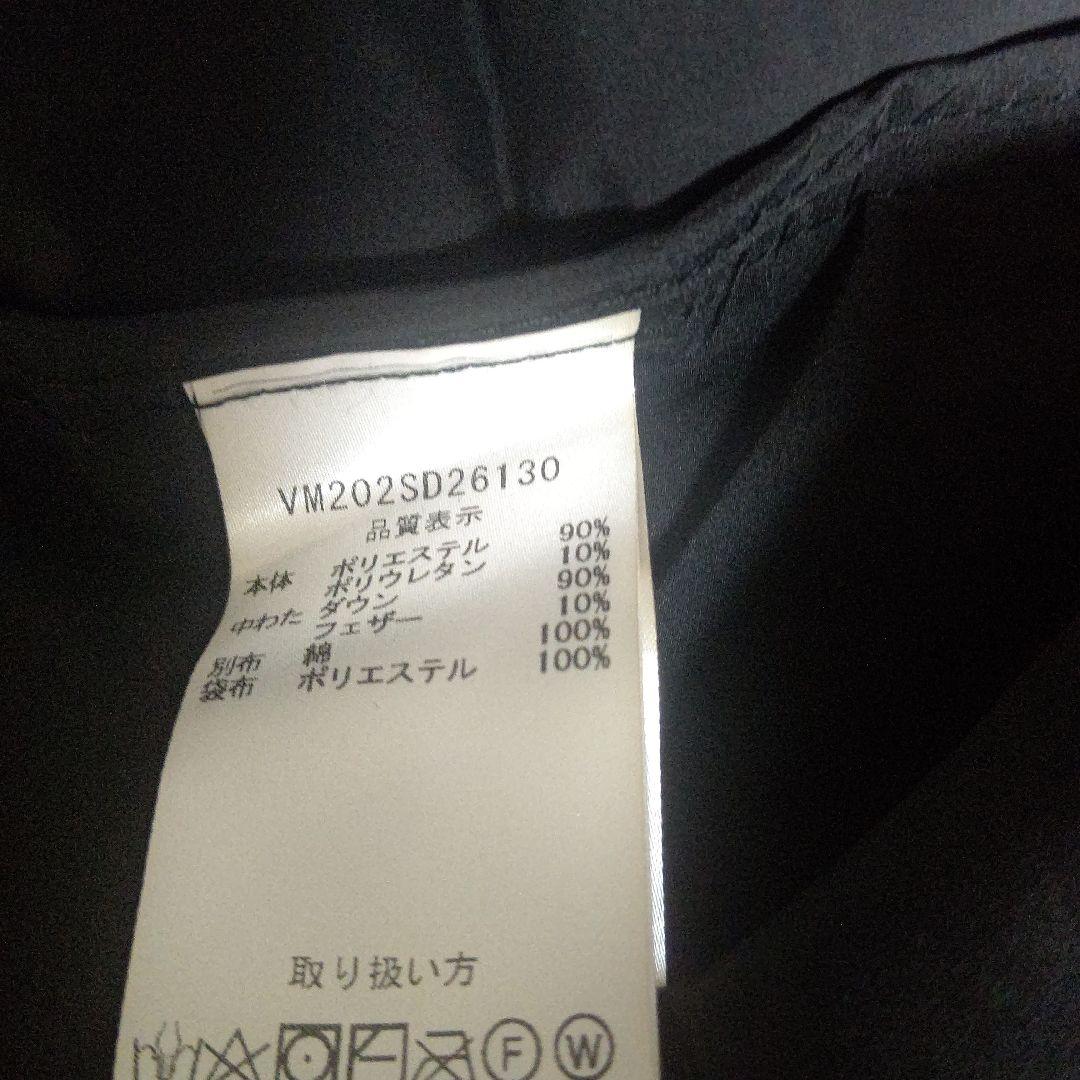 VM202SD26130
品質表示
本体 ポリエステル 90%
ポリウレタン 10%
中わた ダウン 90%
フェザー 10%
別布 綿 100%
袋布 ポリエステル 100%
取り扱い方
F W